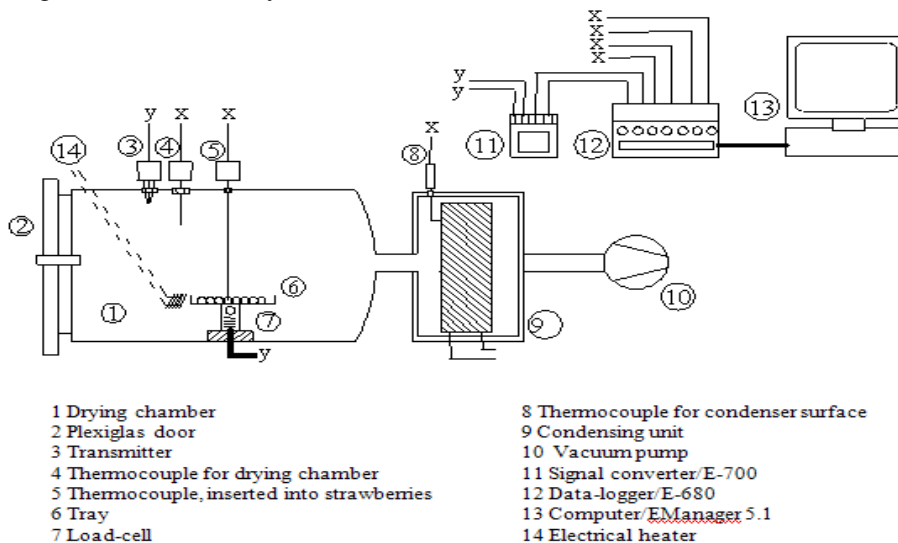 x
x
x
x
y
y
13
11
12
x
8
y
x
x
14
3
4
5
2
6
1
7
9
10
y
1 Drying chamber
2 Plexiglas door
3 Transmitter
4 Thermocouple for drying chamber
5 Thermocouple, inserted into strawberries
6 Tray
7 Load-cell
8 Thermocouple for condenser surface
9 Condensing unit
10 Vacuum pump
11 Signal converter/E-700
12 Data-logger/E-680
13 Computer/EManager 5.1
14 Electrical heater